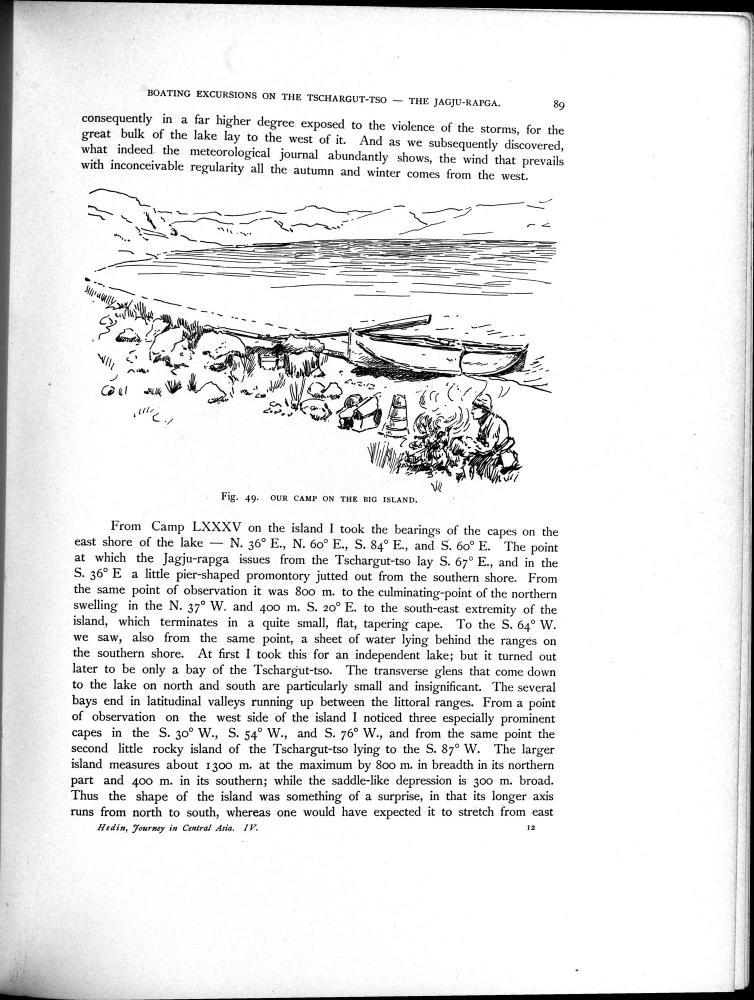 BOATING EXCURSIONS ON THE TSCHARGUT-TSO — THE JAGJU-RAPGA. 89
consequently in a far higher degree exposed to the violence of the storms, for the
great bulk of the lake lay to the west of it. And as we subsequently discovered,
what indeed the meteorological journal abundantly shows, the wind that prevails
with inconceivable regularity all the autumn and winter comes from the west.
Fig. 49. OUR CAMP ON THE BIG ISLAND.
From Camp LXXXV on the island I took the bearings of the capes on the
east shore of the lake — N. 36° E., N. 60° E., S. 84° E., and S. 60° E. The point
at which the Jagju-rapga issues from the Tschargut-tso lay S. 67° E., and in the
S. 36° E a little pier-shaped promontory jutted out from the southern shore. From
the same point of observation it was 800 m. to the culminating-point of the northern
swelling in the N. 37° W. and 400 m. S. 20° E. to the south-east extremity of the
island, which terminates in a quite small, flat, tapering cape. To the S. 64° W.
we saw, also from the same point, a sheet of water lying behind the ranges on
the southern shore. At first I took this for an independent lake; but it turned out
later to be only a bay of the Tschargut-tso. The transverse glens that come down
to the lake on north and south are particularly small and insignificant. The several
bays end in latitudinal valleys running up between the littoral ranges. From a point
of observation on the west side of the island I noticed three especially prominent
capes in the S. 30° W., S. 54° W., and S. 76° W., and from the same point the
second little rocky island of the Tschargut-tso lying to the S. 87° W. The larger
island measures about 1300 m. at the maximum by 800 m. in breadth in its northern
part and 400 m. in its southern; while the saddle-like depression is 300 m. broad.
Thus the shape of the island was something of a surprise, in that its longer axis
runs from north to south, whereas one would have expected it to stretch from east
Hedin, Journey in Central Asia. IV. 12